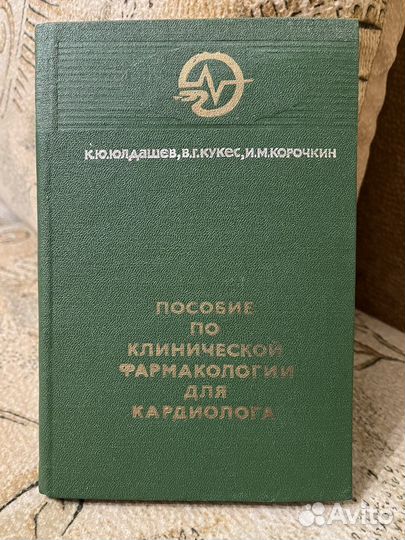 К.Ю.ЮЛДАШЕВ, В.Г.КУКЕС, И.М.КОРОЧКИН
ПОСОБИЕ
ПО
КЛИНИЧЕСКОЙ
ФАРМАКОЛОГИИ
ДЛЯ
КАРДИОЛОГА
Avito